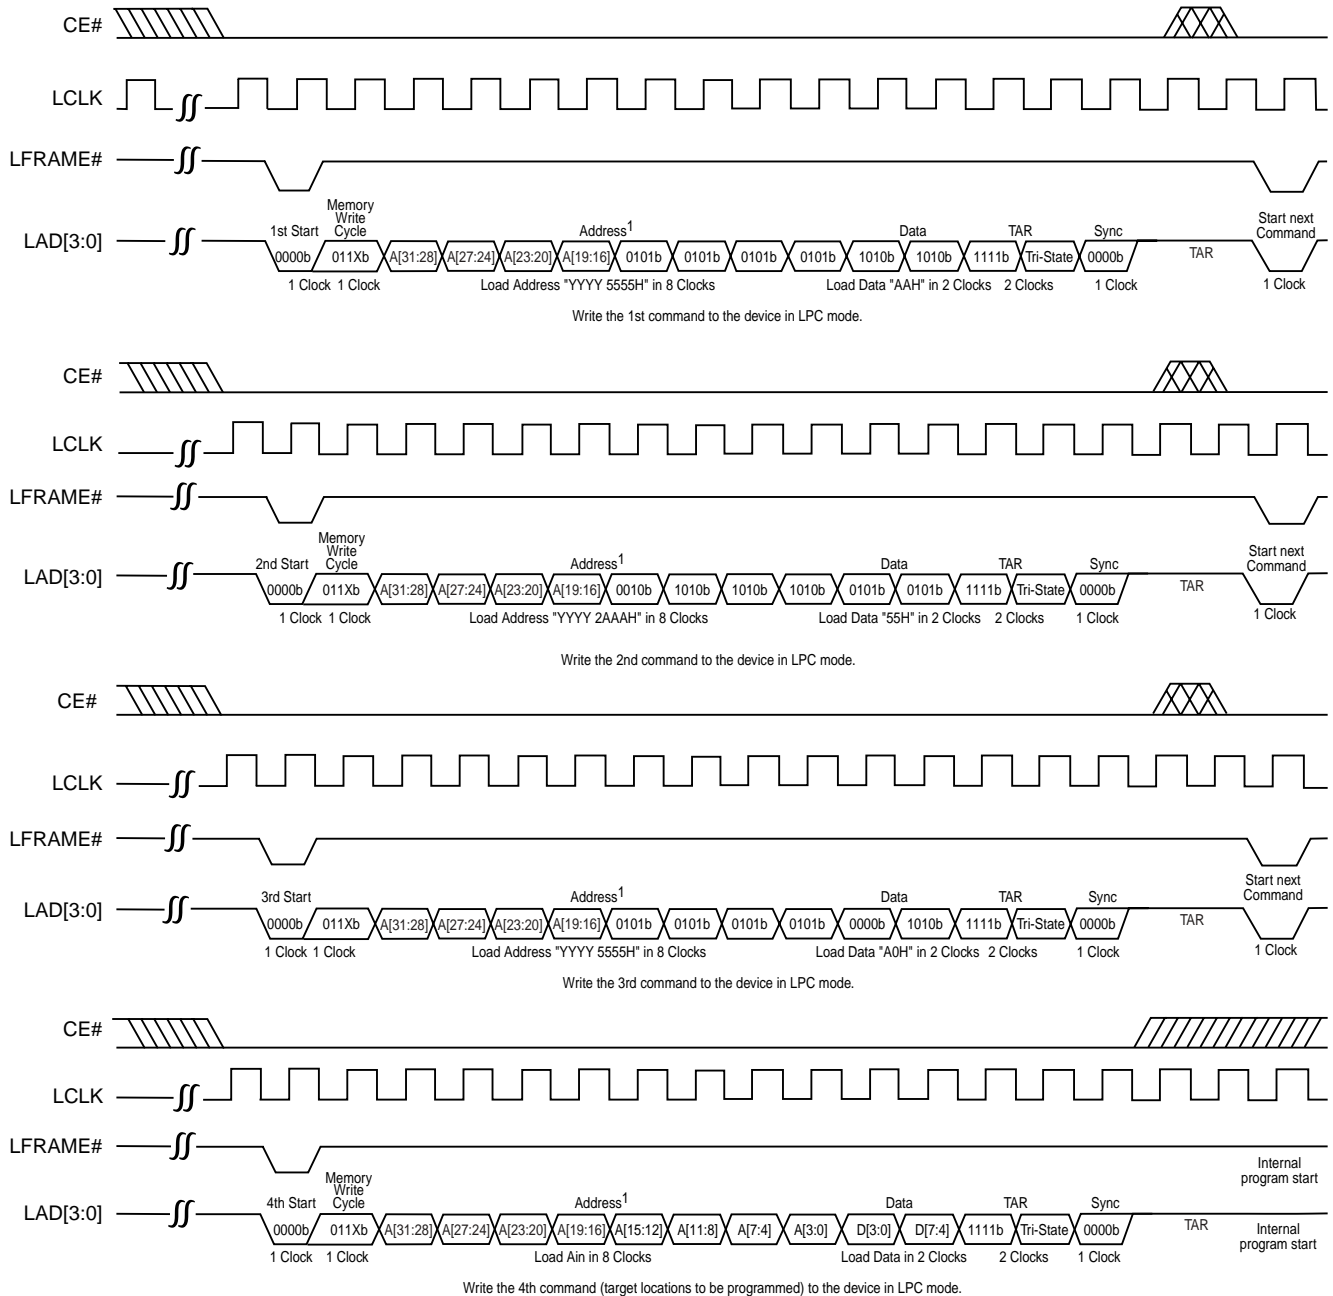 CE#
LCLK
LFRAME#
Memory
Write
Cycle
1st Start Address1 Data TAR Sync Start next
Command
LAD[3:0] 0000b 011Xb A[31:28] A[27:24] A[23:20] A[19:16] 0101b 0101b 0101b 0101b 1010b 1010b 1111b Tri-State 0000b TAR
1 Clock 1 Clock Load Address "YYYY 5555H" in 8 Clocks Load Data "AAH" in 2 Clocks 2 Clocks 1 Clock 1 Clock
Write the 1st command to the device in LPC mode.
CE#
LCLK
LFRAME#
Memory
Write
Cycle
2nd Start Address1 Data TAR Sync Start next
Command
LAD[3:0] 0000b 011Xb A[31:28] A[27:24] A[23:20] A[19:16] 0010b 1010b 1010b 1010b 0101b 0101b 1111b Tri-State 0000b TAR
1 Clock 1 Clock Load Address "YYYY 2AAAH" in 8 Clocks Load Data "55H" in 2 Clocks 2 Clocks 1 Clock 1 Clock
Write the 2nd command to the device in LPC mode.
CE#
LCLK
LFRAME#
3rd Start Address1 Data TAR Sync Start next
Command
LAD[3:0] 0000b 011Xb A[31:28] A[27:24] A[23:20] A[19:16] 0101b 0101b 0101b 0101b 0000b 1010b 1111b Tri-State 0000b TAR
1 Clock 1 Clock Load Address "YYYY 5555H" in 8 Clocks Load Data "A0H" in 2 Clocks 2 Clocks 1 Clock 1 Clock
Write the 3rd command to the device in LPC mode.
CE#
LCLK
LFRAME#
Internal
program start
Memory
Write
Cycle
4th Start Address1 Data TAR Sync
LAD[3:0] 0000b 011Xb A[31:28] A[27:24] A[23:20] A[19:16] A[15:12] A[11:8] A[7:4] A[3:0] D[3:0] D[7:4] 1111b Tri-State 0000b TAR Internal
program start
1 Clock 1 Clock Load Ain in 8 Clocks Load Data in 2 Clocks 2 Clocks 1 Clock
Write the 4th command (target locations to be programmed) to the device in LPC mode.